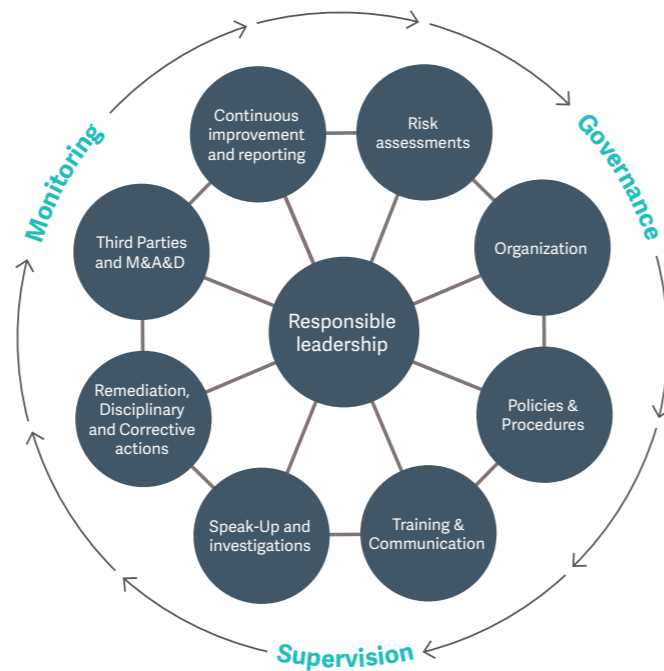 Monitoring
Governance
Supervision
Continuous
improvement
and reporting
Risk
assessments
Organization
Policies &
Procedures
Training &
Communication
Speak-Up and
investigations
Remediation,
Disciplinary
and Corrective
actions
Third Parties
and M&A&D
Responsible
leadership